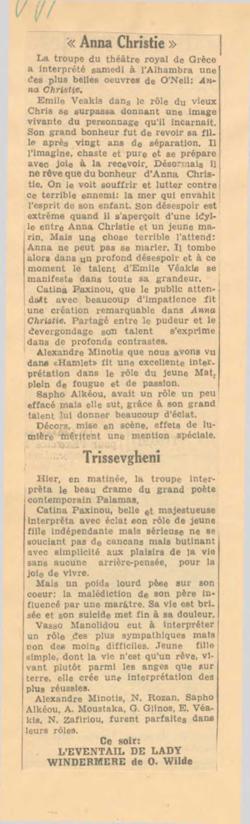 « Anna Christie »
La troupe du théâtre royal de Grèce
a interprété samedi à l'Alhambra une
des plus belles oeuvres de O'Neil: An-
na Christie.
Emile Veakis dans le rôle du vieux
Chris se surpassa donnant une image
vivante du personnage qu'il incarnait.
Son grand bonheur fut de revoir sa fil-
le après vingt ans de séparation. Il
l'imagine, chaste et pure et se prépare
avec joie à la recevoir, Désormais il
ne rêve que du bonheur d'Anna Chris-
tie. On le voit souffrir et lutter contre
ce terrible ennemi: la mer qui envahit
l'esprit de son enfant. Son désespoir est
extrême quand il s'aperçoit d'une idyl-
le entre Anna Christie et un jeune ma-
rin. Mais une chose terrible l'attend:
Anna ne peut pas se marier. Il tombe
alors dans un profond désespoir et à ce
moment le talent d'Emile Véakis se
manifeste dans toute sa grandeur.
Catina Paxinou, que le public atten-
dait avec beaucoup d'impatience fit
une création remarquable dans Anna
Christie. Partagé entre le pudeur et le
dévergondage son talent s'exprime
dans de profonds contrastes.
Alexandre Minotis que nous avons vu
dans «Hamlet» fit une excellente inter-
prétation dans le rôle du jeune Mat,
plein de fougue et de passion.
Sapho Alkéou, avait un rôle un peu
effacé mais elle sut, grâce à son grand
talent lui donner beaucoup d'éclat.
Décors, mise en scène, effets de lu-
mière méritent une mention spéciale.
Trissevgheni
Hier, en matinée, la troupe inter-
prêta le beau drame du grand poète
contemporain Palamas,
Catina Paxinou, belle et majestueuse
interpréta avec éclat son rôle de jeune
fille indépendante mais sérieuse ne se
souciant pas de cancans mais butinant
avec simplicité aux plaisirs de la vie
sans aucune arrière-pensée, pour la
joie de vivre.
Mais un poids lourd pèse sur son
coeur: la malédiction de son père in-
fluencé par une marâtre. Sa vie est bri-
sée et son suicide met fin à sa douleur.
Vasso Manolidou eut à interpréter
un rôle des plus sympathiques mais
non des moins difficiles. Jeune fille
simple, dont la vie n'est qu'un rêve, vi-
vant plutôt parmi les anges que sur
terre, elle crée une interprétation des
plus réussies.
Alexandre Minotis, N. Rozan, Sapho
Alkéou, A. Moustaka, G. Glinos, E. Véa-
kis, N. Zafiriou, furent parfaites dans
leurs rôles.
Ce soir:
L'EVENTAIL DE LADY
WINDERMERE de O. Wilde